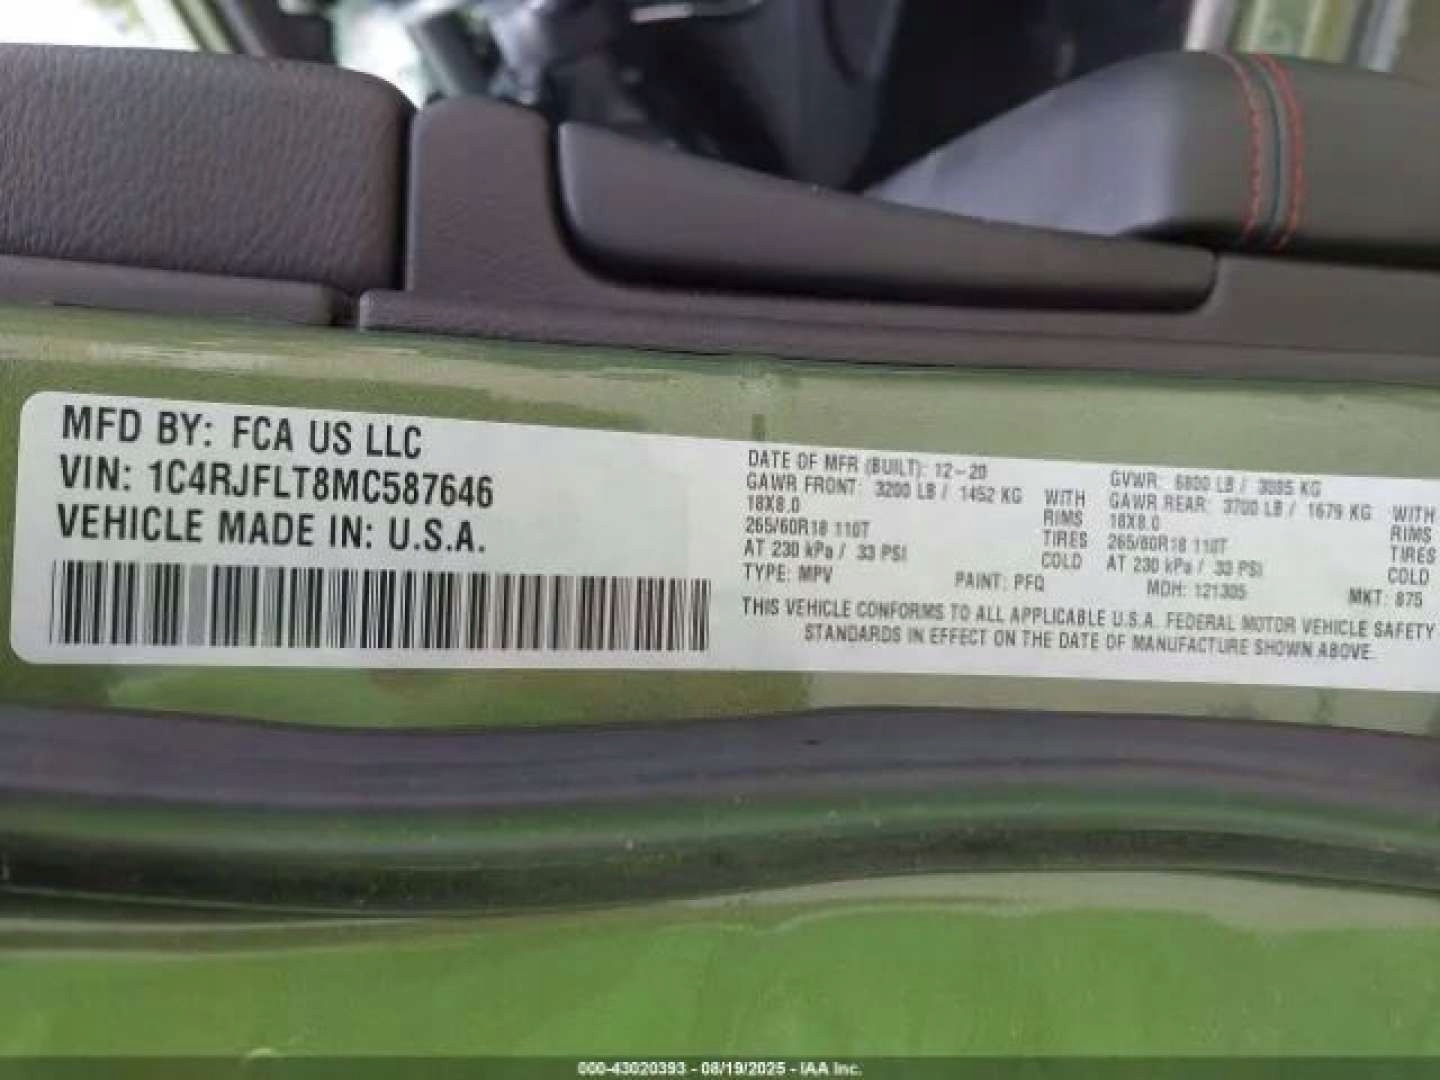 MFD BY: FCA US LLC
VIN: 1C4RJFLT8MC587646
VEHICLE MADE IN: U.S.A.
DATE OF MFR (BUILT): 12-20
GAWR FRONT: 3200 LB / 1452 KG WITH
18X8.0 RIMS
265/60R18 110T TIRES
AT 230 kPa / 33 PSI COLD
TYPE: MPV PAINT: PFQ
GVWR: 6800 LB / 3085 KG
GAWR REAR: 3700 LB / 1679 KG WITH
18X8.0 RIMS
265/60R18 110T TIRES
AT 230 kPa / 33 PSI COLD
MDH: 121305 MKT: 875
THIS VEHICLE CONFORMS TO ALL APPLICABLE U.S.A. FEDERAL MOTOR VEHICLE SAFETY
STANDARDS IN EFFECT ON THE DATE OF MANUFACTURE SHOWN ABOVE.
000-43020393 - 08/19/2025 - IAA Inc.